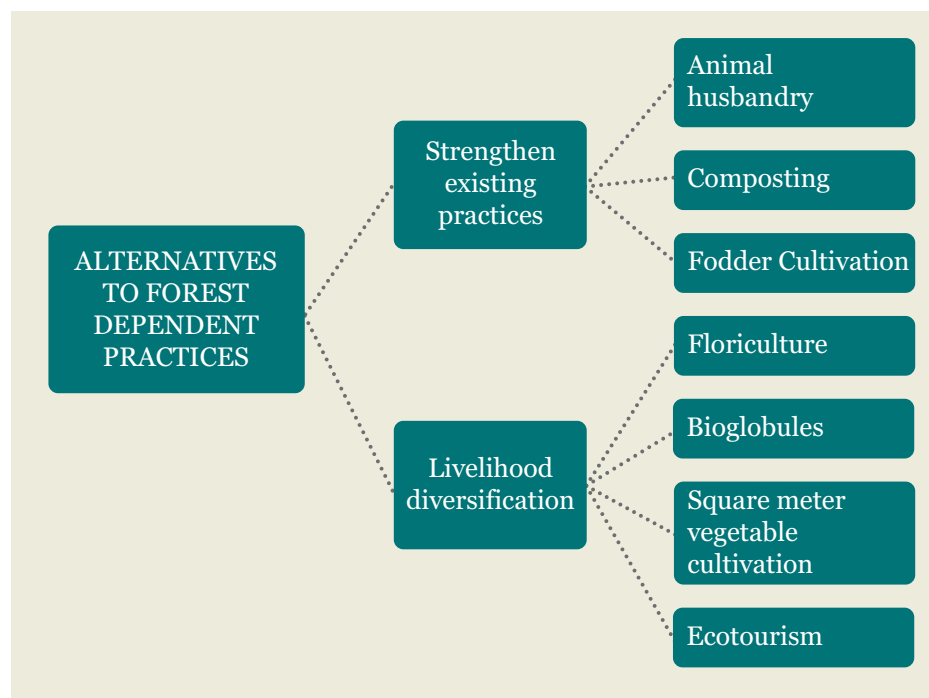 ALTERNATIVES
TO FOREST
DEPENDENT
PRACTICES
Strengthen
existing
practices
Animal
husbandry
Composting
Fodder Cultivation
Livelihood
diversification
Floriculture
Bioglobules
Square meter
vegetable
cultivation
Ecotourism